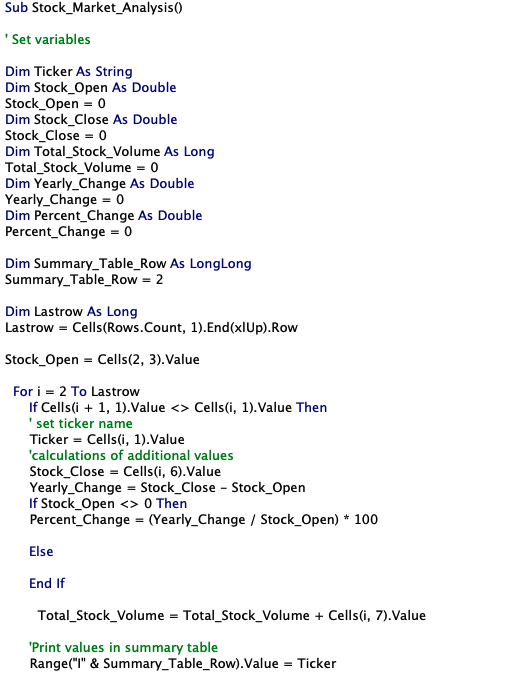 Sub Stock_Market_Analysis()
' Set variables
Dim Ticker As String
Dim Stock_Open As Double
Stock_Open = 0
Dim Stock_Close As Double
Stock_Close = 0
Dim Total_Stock_Volume As Long
Total_Stock_Volume = 0
Dim Yearly_Change As Double
Yearly_Change = 0
Dim Percent_Change As Double
Percent_Change = 0
Dim Summary_Table_Row As LongLong
Summary_Table_Row = 2
Dim Lastrow As Long
Lastrow = Cells(Rows.Count, 1).End(xlUp).Row
Stock_Open = Cells(2, 3).Value
For i = 2 To Lastrow
If Cells(i + 1, 1).Value <> Cells(i, 1).Value Then
' set ticker name
Ticker = Cells(i, 1).Value
'calculations of additional values
Stock_Close = Cells(i, 6).Value
Yearly_Change = Stock_Close - Stock_Open
If Stock_Open <> 0 Then
Percent_Change = (Yearly_Change / Stock_Open) * 100
Else
End If
Total_Stock_Volume = Total_Stock_Volume + Cells(i, 7).Value
'Print values in summary table
Range("I" & Summary_Table_Row).Value = Ticker